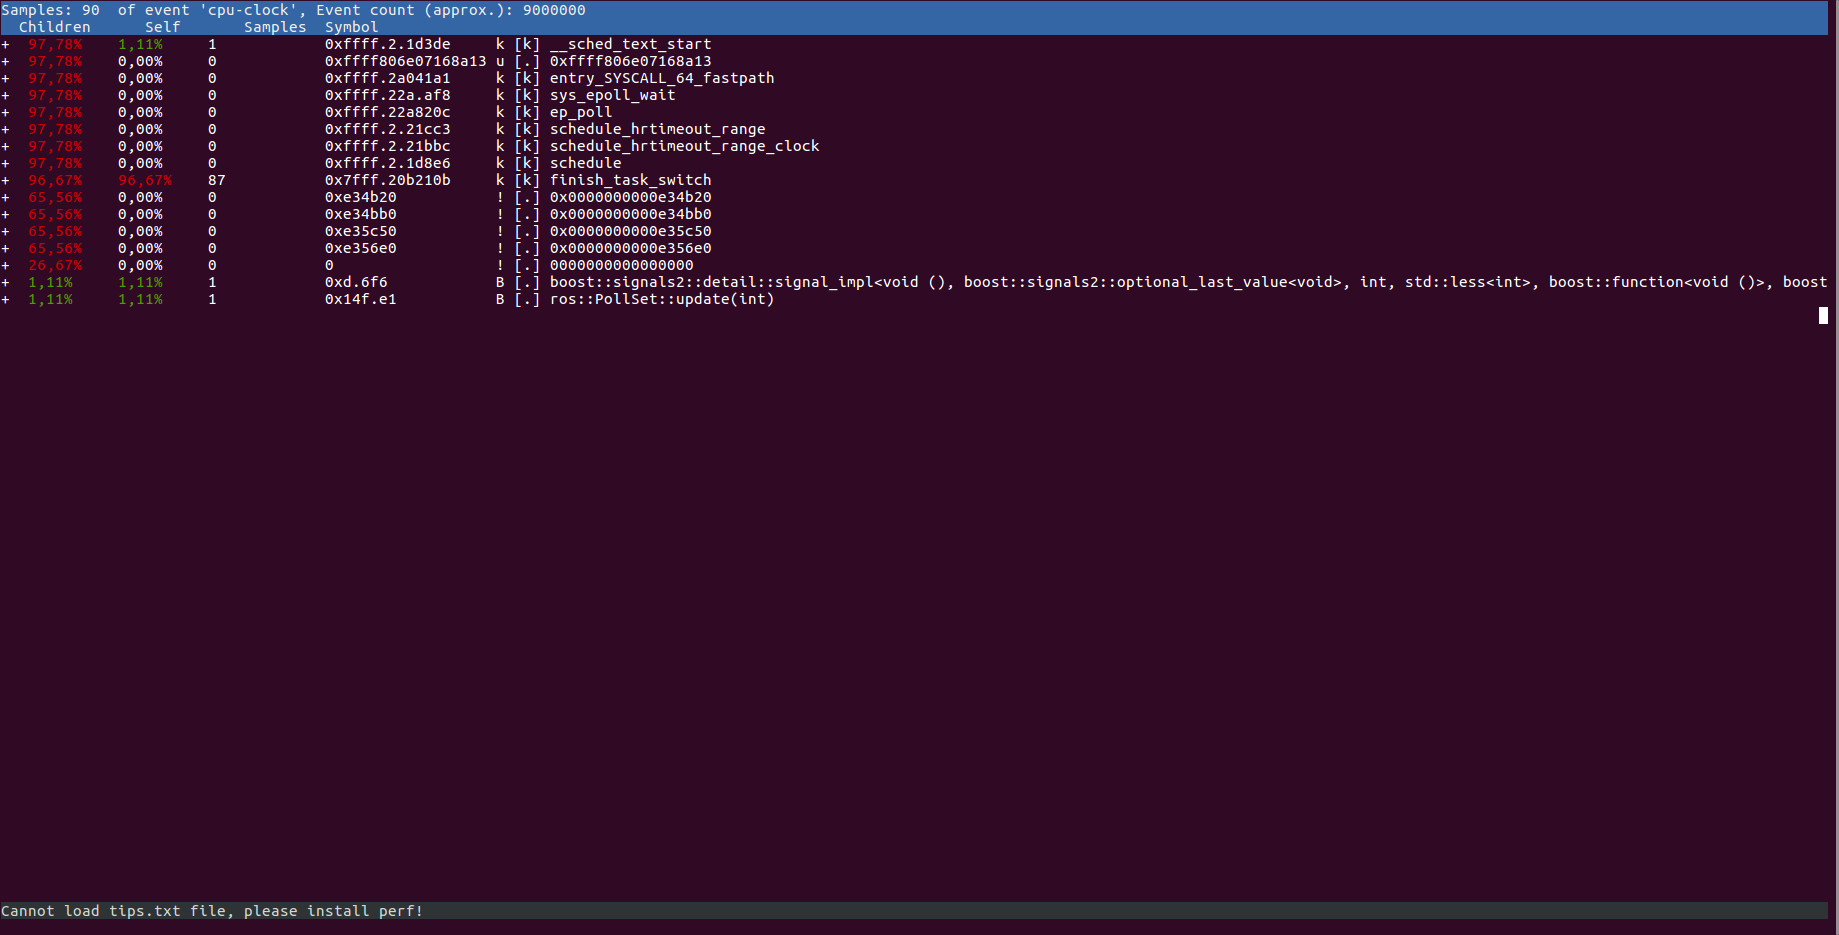 Samples: 90  of event 'cpu-clock', Event count (approx.): 9000000
  Children      Self       Samples  Symbol
+  97,78%    1,11%     1            0xffff.2.1d3de     k [k] __sched_text_start
+  97,78%    0,00%     0            0xffff806e07168a13 u [.] 0xffff806e07168a13
+  97,78%    0,00%     0            0xffff.2a041a1     k [k] entry_SYSCALL_64_fastpath
+  97,78%    0,00%     0            0xffff.22a.af8     k [k] sys_epoll_wait
+  97,78%    0,00%     0            0xffff.22a820c     k [k] ep_poll
+  97,78%    0,00%     0            0xffff.2.21cc3     k [k] schedule_hrtimeout_range
+  97,78%    0,00%     0            0xffff.2.21bbc     k [k] schedule_hrtimeout_range_clock
+  97,78%    0,00%     0            0xffff.2.1d8e6     k [k] schedule
+  96,67%    96,67%    87           0x7fff.20b210b     k [k] finish_task_switch
+  65,56%    0,00%     0            0xe34b20           ! [.] 0x0000000000e34b20
+  65,56%    0,00%     0            0xe34bb0           ! [.] 0x0000000000e34bb0
+  65,56%    0,00%     0            0xe35c50           ! [.] 0x0000000000e35c50
+  65,56%    0,00%     0            0xe356e0           ! [.] 0x0000000000e356e0
+  26,67%    0,00%     0            0                  ! [.] 0000000000000000
+  1,11%     1,11%     1            0xd.6f6            B [.] boost::signals2::detail::signal_impl<void (), boost::signals2::optional_last_value<void>, int, std::less<int>, boost::function<void ()>, boost
+  1,11%     1,11%     1            0x14f.e1           B [.] ros::PollSet::update(int)
Cannot load tips.txt file, please install perf!